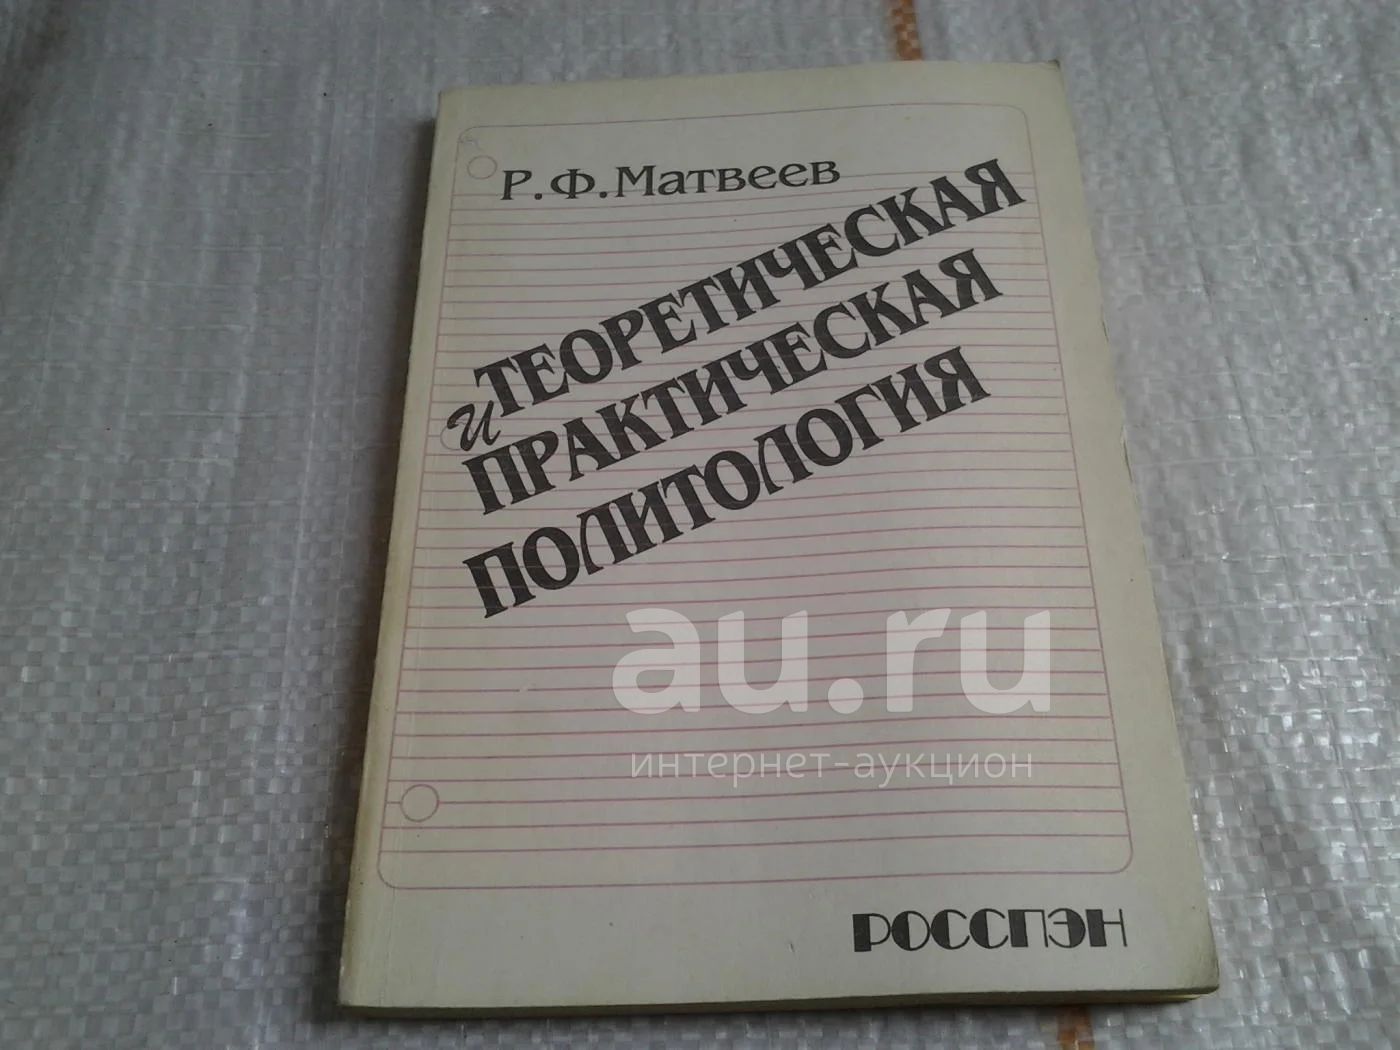 Р.Ф.Матвеев
ТЕОРЕТИЧЕСКАЯ
и ПРАКТИЧЕСКАЯ
ПОЛИТОЛОГИЯ
au.ru
интернет-аукцион
РОССПЭН